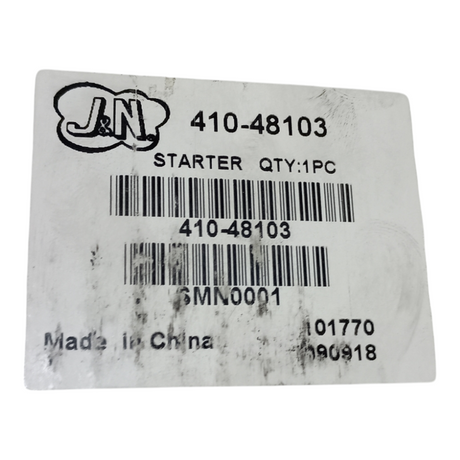 J&N
410-48103
STARTER QTY:1PC
410-48103
SMN0001
101770
Made in China
090918